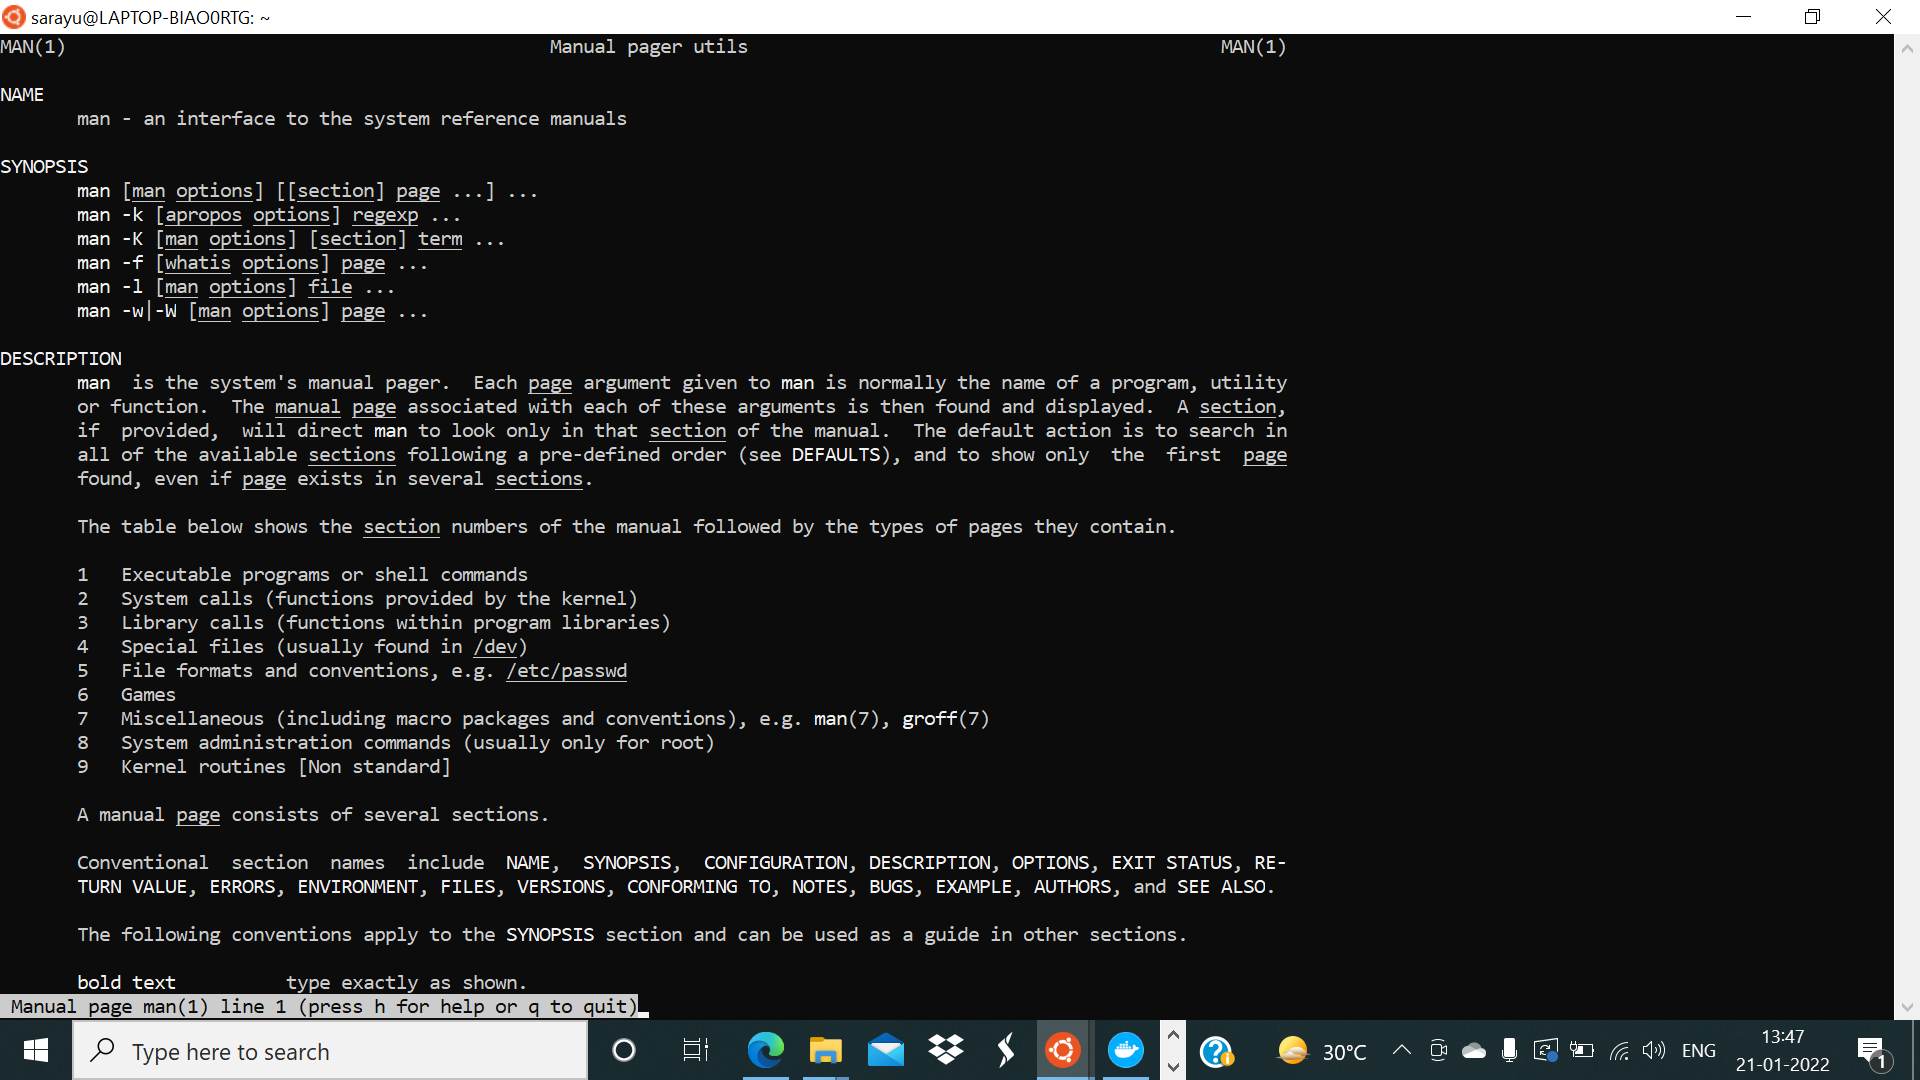 sarayu@LAPTOP-BIAO0RTG: ~
MAN(1) Manual pager utils MAN(1)
NAME
man - an interface to the system reference manuals
SYNOPSIS
man [man options] [[section] page ...] ...
man -k [apropos options] regexp ...
man -K [man options] [section] term ...
man -f [whatis options] page ...
man -l [man options] file ...
man -w|-W [man options] page ...
DESCRIPTION
man is the system's manual pager. Each page argument given to man is normally the name of a program, utility
or function. The manual page associated with each of these arguments is then found and displayed. A section,
if provided, will direct man to look only in that section of the manual. The default action is to search in
all of the available sections following a pre-defined order (see DEFAULTS), and to show only the first page
found, even if page exists in several sections.
The table below shows the section numbers of the manual followed by the types of pages they contain.
1 Executable programs or shell commands
2 System calls (functions provided by the kernel)
3 Library calls (functions within program libraries)
4 Special files (usually found in /dev)
5 File formats and conventions, e.g. /etc/passwd
6 Games
7 Miscellaneous (including macro packages and conventions), e.g. man(7), groff(7)
8 System administration commands (usually only for root)
9 Kernel routines [Non standard]
A manual page consists of several sections.
Conventional section names include NAME, SYNOPSIS, CONFIGURATION, DESCRIPTION, OPTIONS, EXIT STATUS, RE-
TURN VALUE, ERRORS, ENVIRONMENT, FILES, VERSIONS, CONFORMING TO, NOTES, BUGS, EXAMPLE, AUTHORS, and SEE ALSO.
The following conventions apply to the SYNOPSIS section and can be used as a guide in other sections.
bold text type exactly as shown.
Manual page man(1) line 1 (press h for help or q to quit)
Type here to search
30°C
ENG
13:47
21-01-2022
1